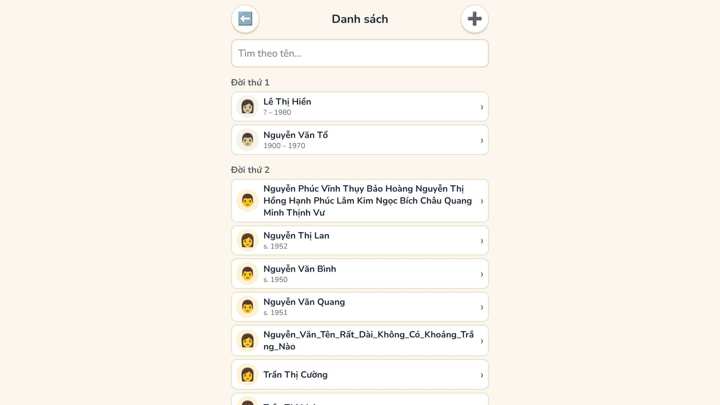 Danh sách
Tìm theo tên...
Đời thứ 1
Lê Thị Hiền
? – 1980
Nguyễn Văn Tổ
1900 – 1970
Đời thứ 2
Nguyễn Phúc Vĩnh Thụy Bảo Hoàng Nguyễn Thị
Hồng Hạnh Phúc Lâm Kim Ngọc Bích Châu Quang
Minh Thịnh Vư
Nguyễn Thị Lan
s. 1952
Nguyễn Văn Bình
s. 1950
Nguyễn Văn Quang
s. 1951
Nguyễn_Văn_Tên_Rất_Dài_Không_Có_Khoảng_Trắ
ng_Nào
Trần Thị Cường